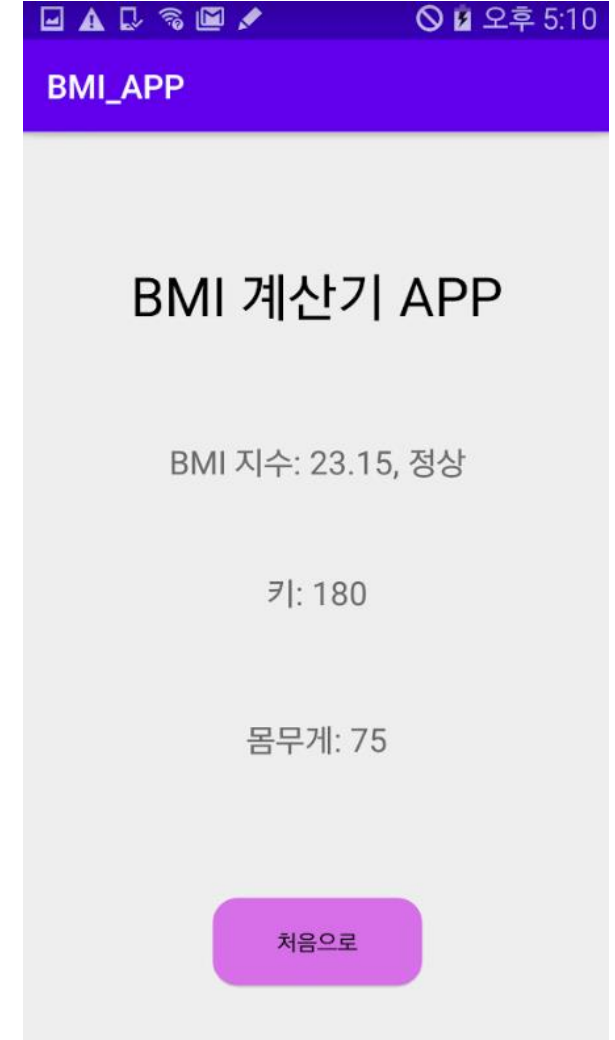 오후 5:10
BMI_APP
BMI 계산기 APP
BMI 지수: 23.15, 정상
키: 180
몸무게: 75
처음으로